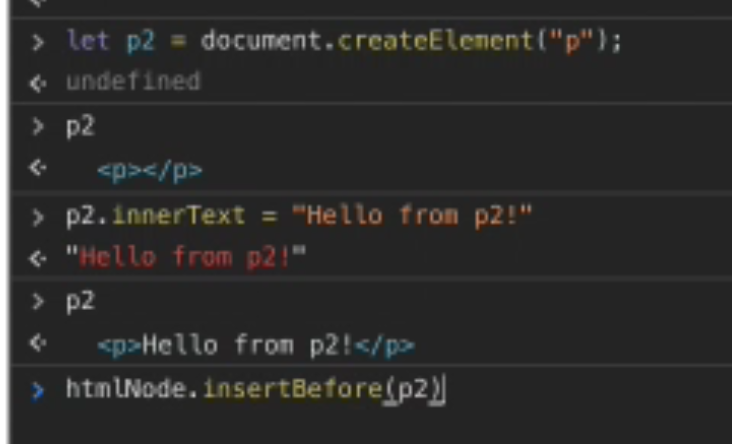 > let p2 = document.createElement("p");
undefined
> p2
<p></p>
> p2.innerText = "Hello from p2!"
"Hello from p2!"
> p2
<p>Hello from p2!</p>
> htmlNode.insertBefore(p2)